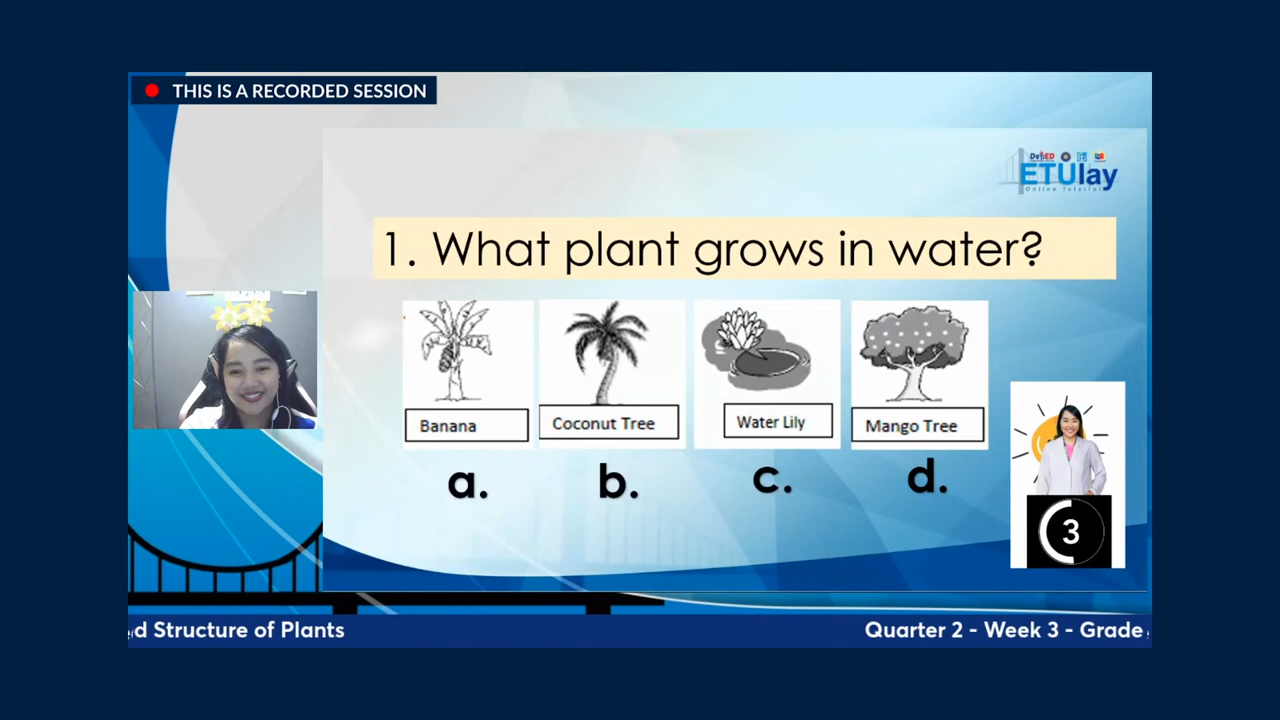 THIS IS A RECORDED SESSION
DepED
ETUlay
Online Tutorial
1. What plant grows in water?
Banana
Coconut Tree
Water Lily
Mango Tree
a.
b.
c.
d.
3
d Structure of Plants
Quarter 2 - Week 3 - Grade